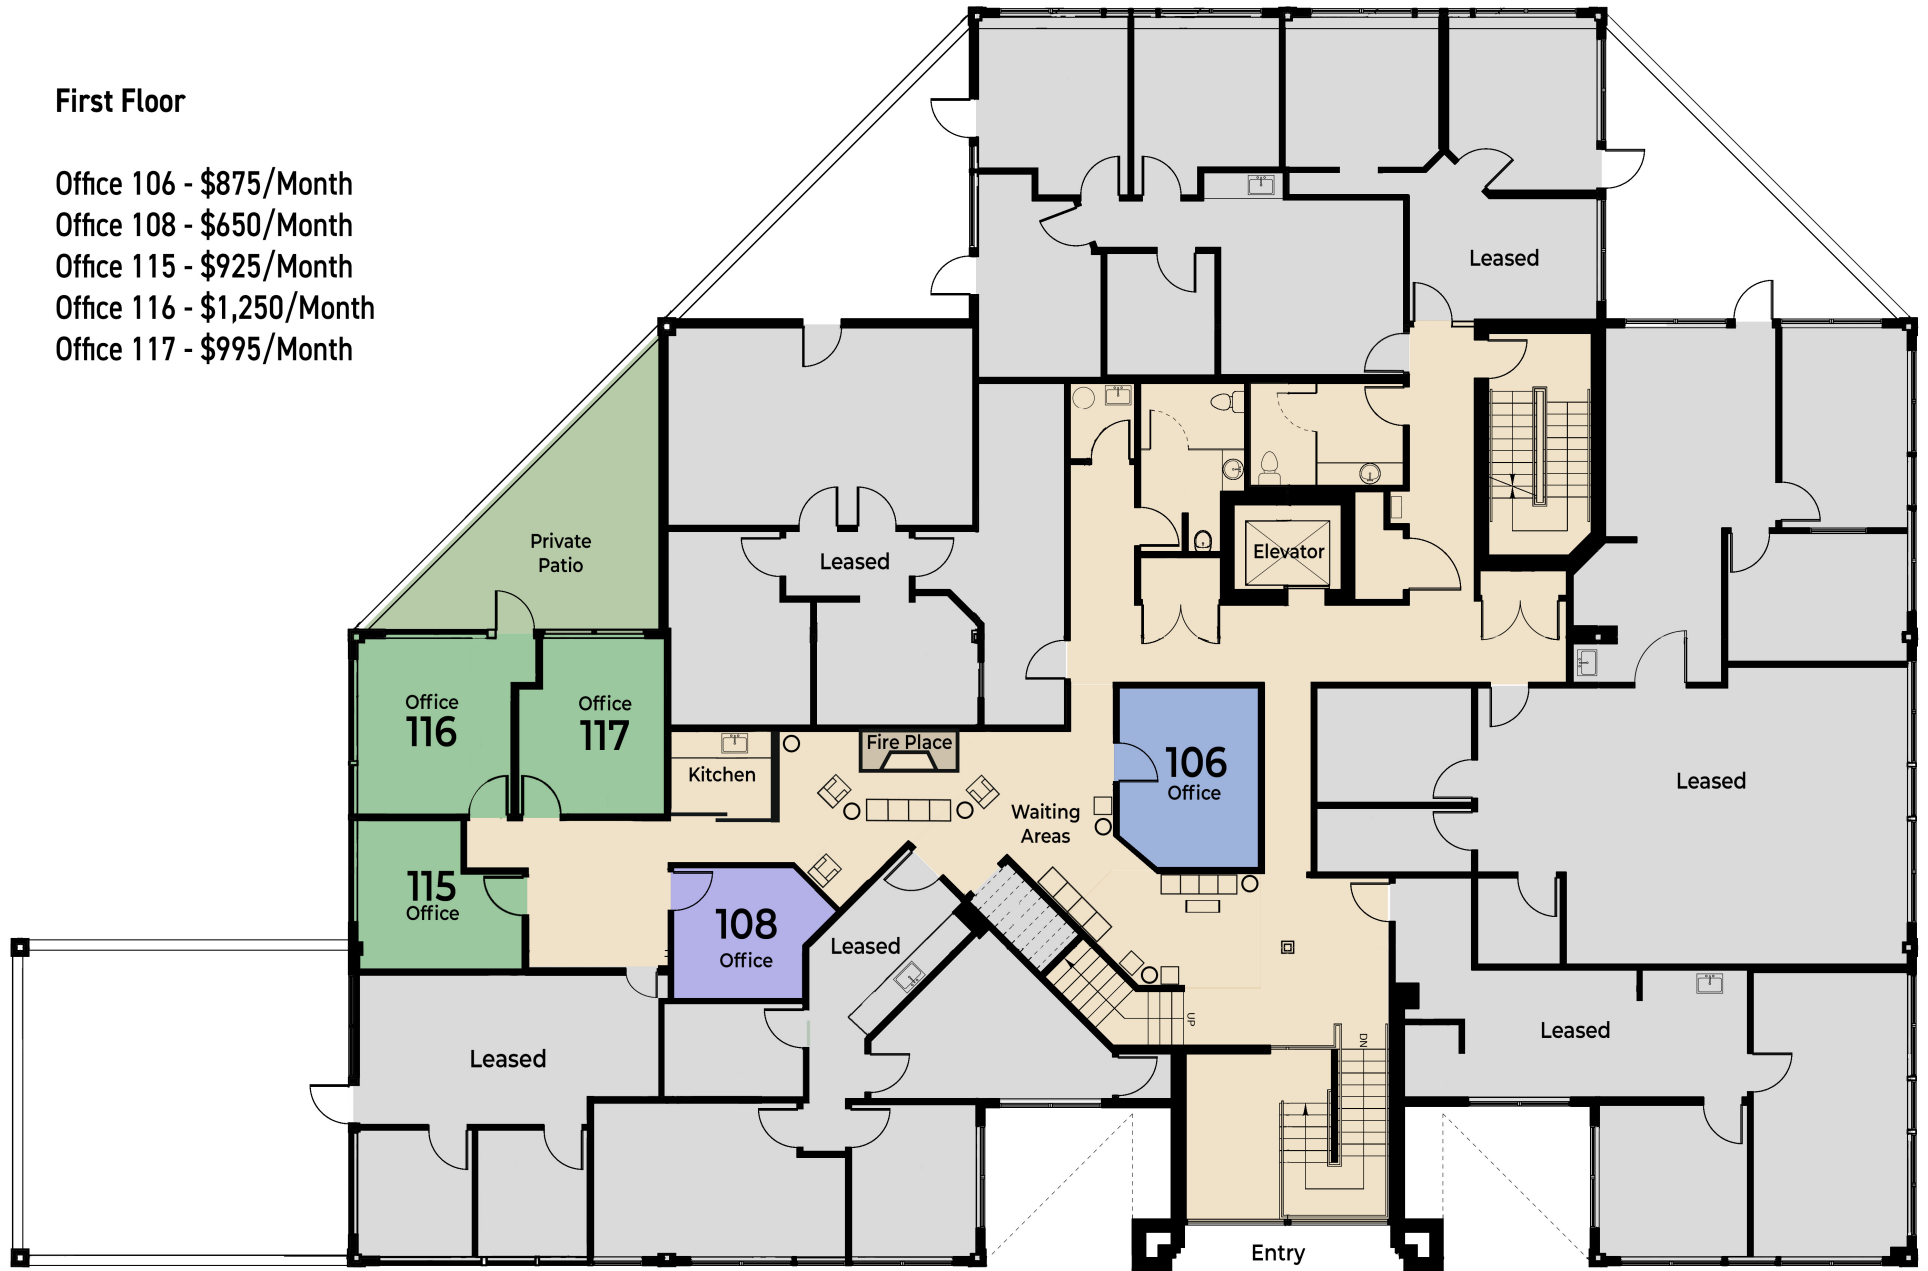 First Floor
Office 106 - $875/Month
Office 108 - $650/Month
Office 115 - $925/Month
Office 116 - $1,250/Month
Office 117 - $995/Month
Leased
Private
Patio
Leased
Elevator
Office
116
Office
117
Kitchen
Fire Place
106
Office
Waiting
Areas
Leased
115
Office
108
Office
Leased
UP
DN
Leased
Leased
Entry